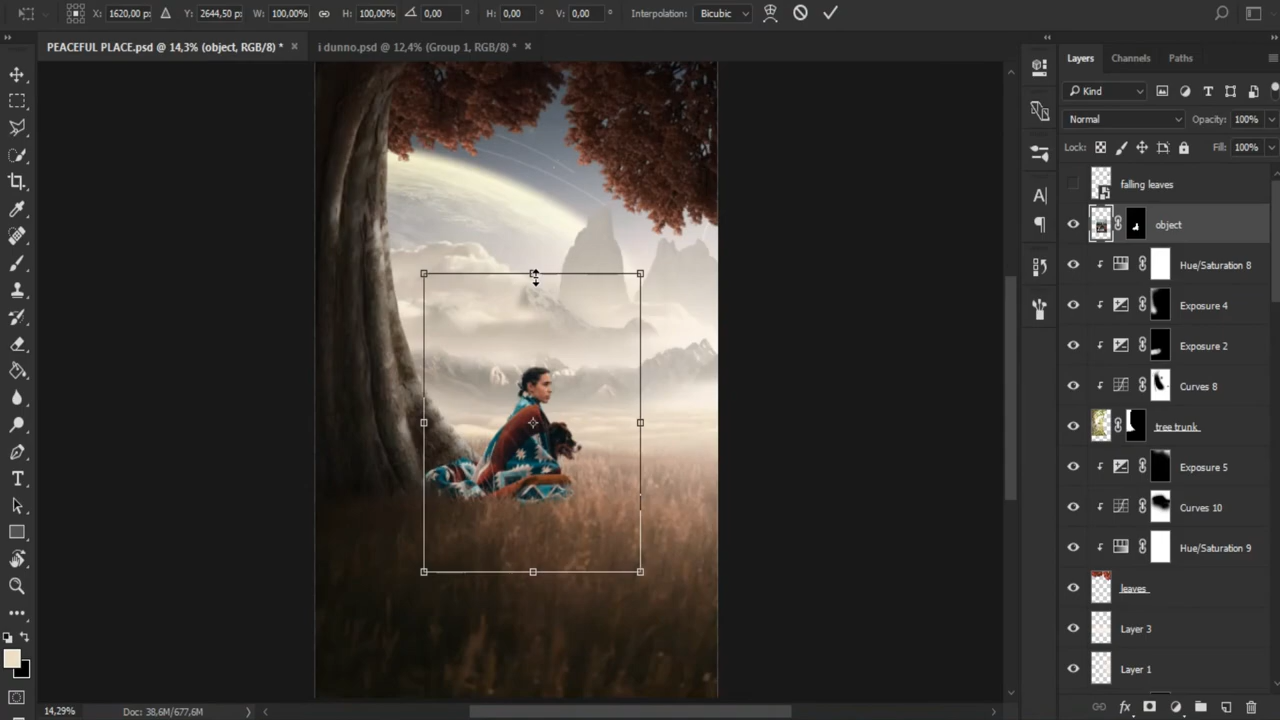 X: 1620,00 px Y: 2644,50 px W: 100,00% H: 100,00% 0,00 ° H: 0,00 ° V: 0,00 ° Interpolation: Bicubic
PEACEFUL PLACE.psd @ 14,3% (object, RGB/8) * × i dunno.psd @ 12,4% (Group 1, RGB/8) * ×
Layers Channels Paths
Kind
Normal Opacity: 100%
Lock: Fill: 100%
falling leaves
object
Hue/Saturation 8
Exposure 4
Exposure 2
Curves 8
tree trunk
Exposure 5
Curves 10
Hue/Saturation 9
leaves
Layer 3
Layer 1
14,29% Doc: 38,6M/677,6M